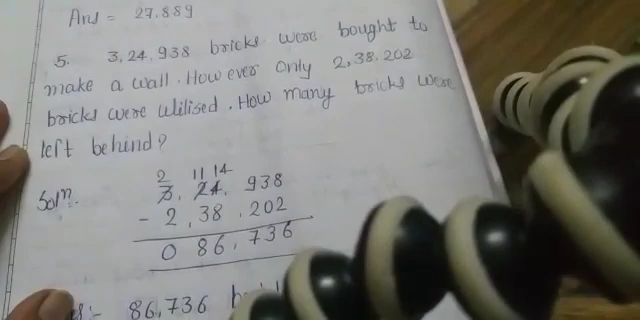 Ans = 27,889
5. 3,24,938 bricks were bought to
make a wall. However only 2,38,202
bricks were utilised. How many bricks were
left behind?
2 11 14
Soln. 3,24,938
- 2,38,202
0 86,736
:- 86,736